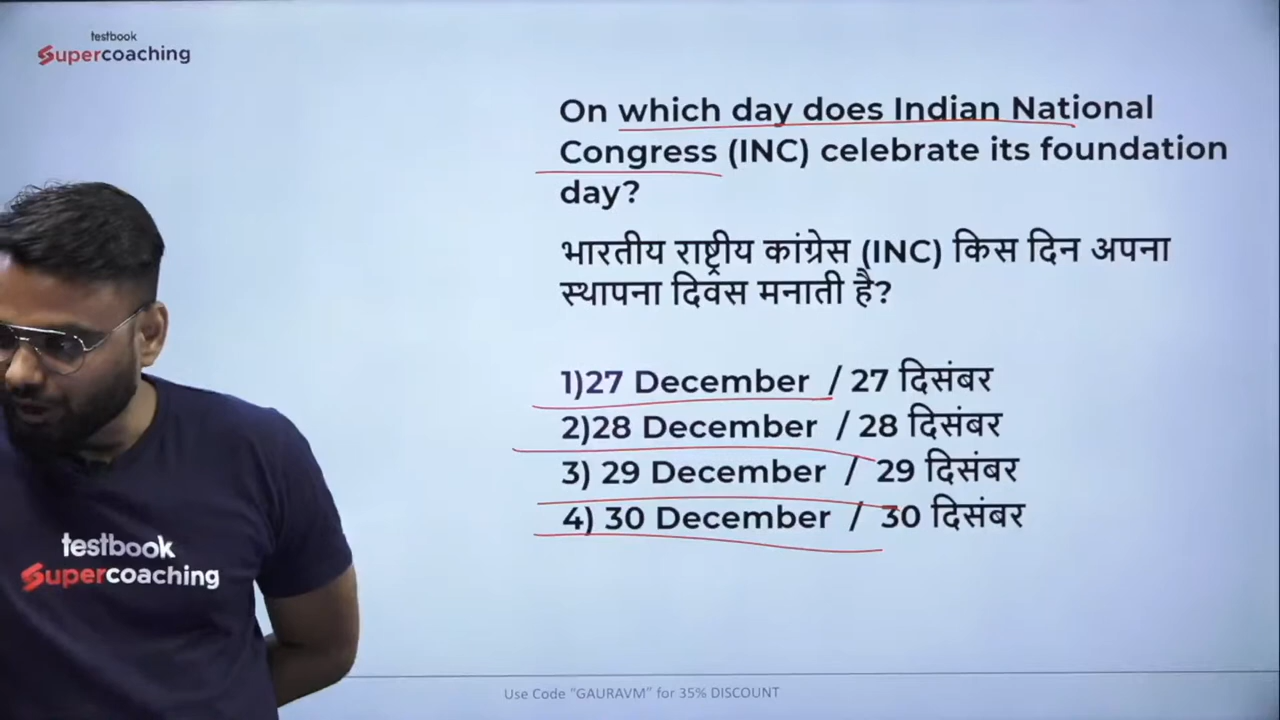 testbook
Supercoaching
On which day does Indian National
Congress (INC) celebrate its foundation
day?
भारतीय राष्ट्रीय कांग्रेस (INC) किस दिन अपना
स्थापना दिवस मनाती है?
1)27 December / 27 दिसंबर
2)28 December / 28 दिसंबर
3) 29 December / 29 दिसंबर
4) 30 December / 30 दिसंबर
testbook
Supercoaching
Use Code "GAURAVM" for 35% DISCOUNT